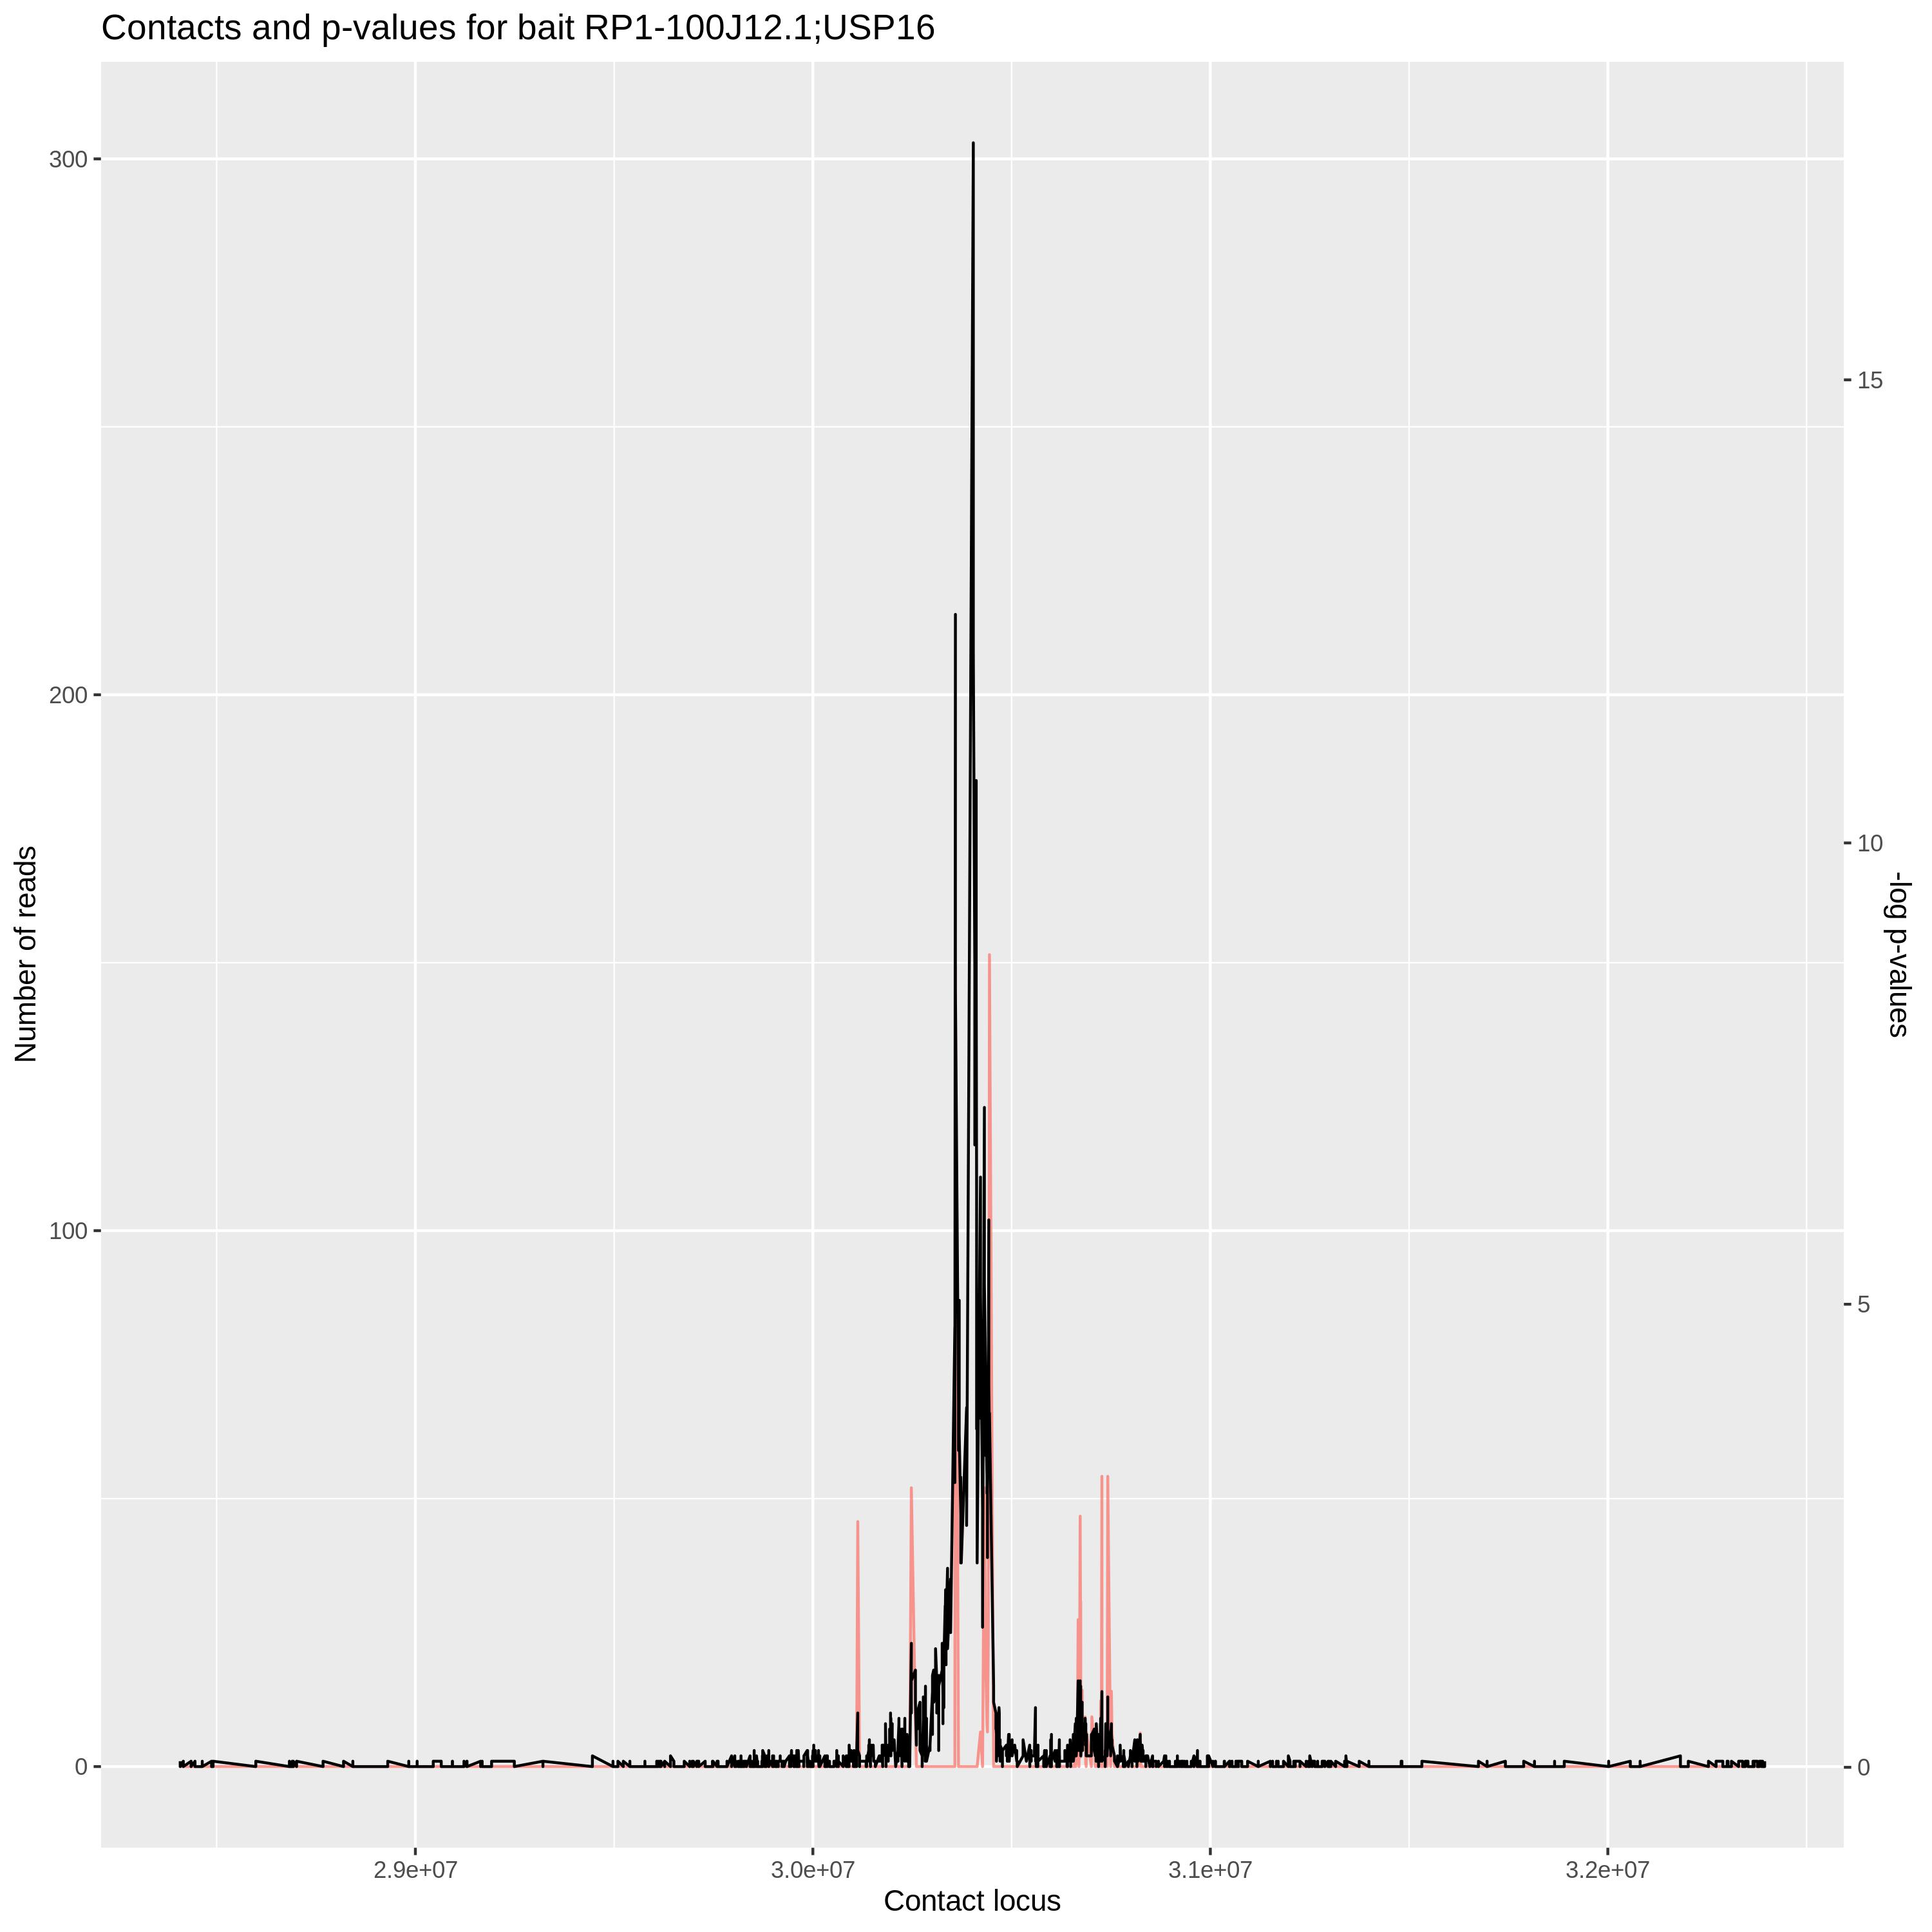 Contacts and p-values for bait RP1-100J12.1;USP16
300
200
100
0
Number of reads
15
10
5
0
-log p-values
2.9e+07
3.0e+07
3.1e+07
3.2e+07
Contact locus